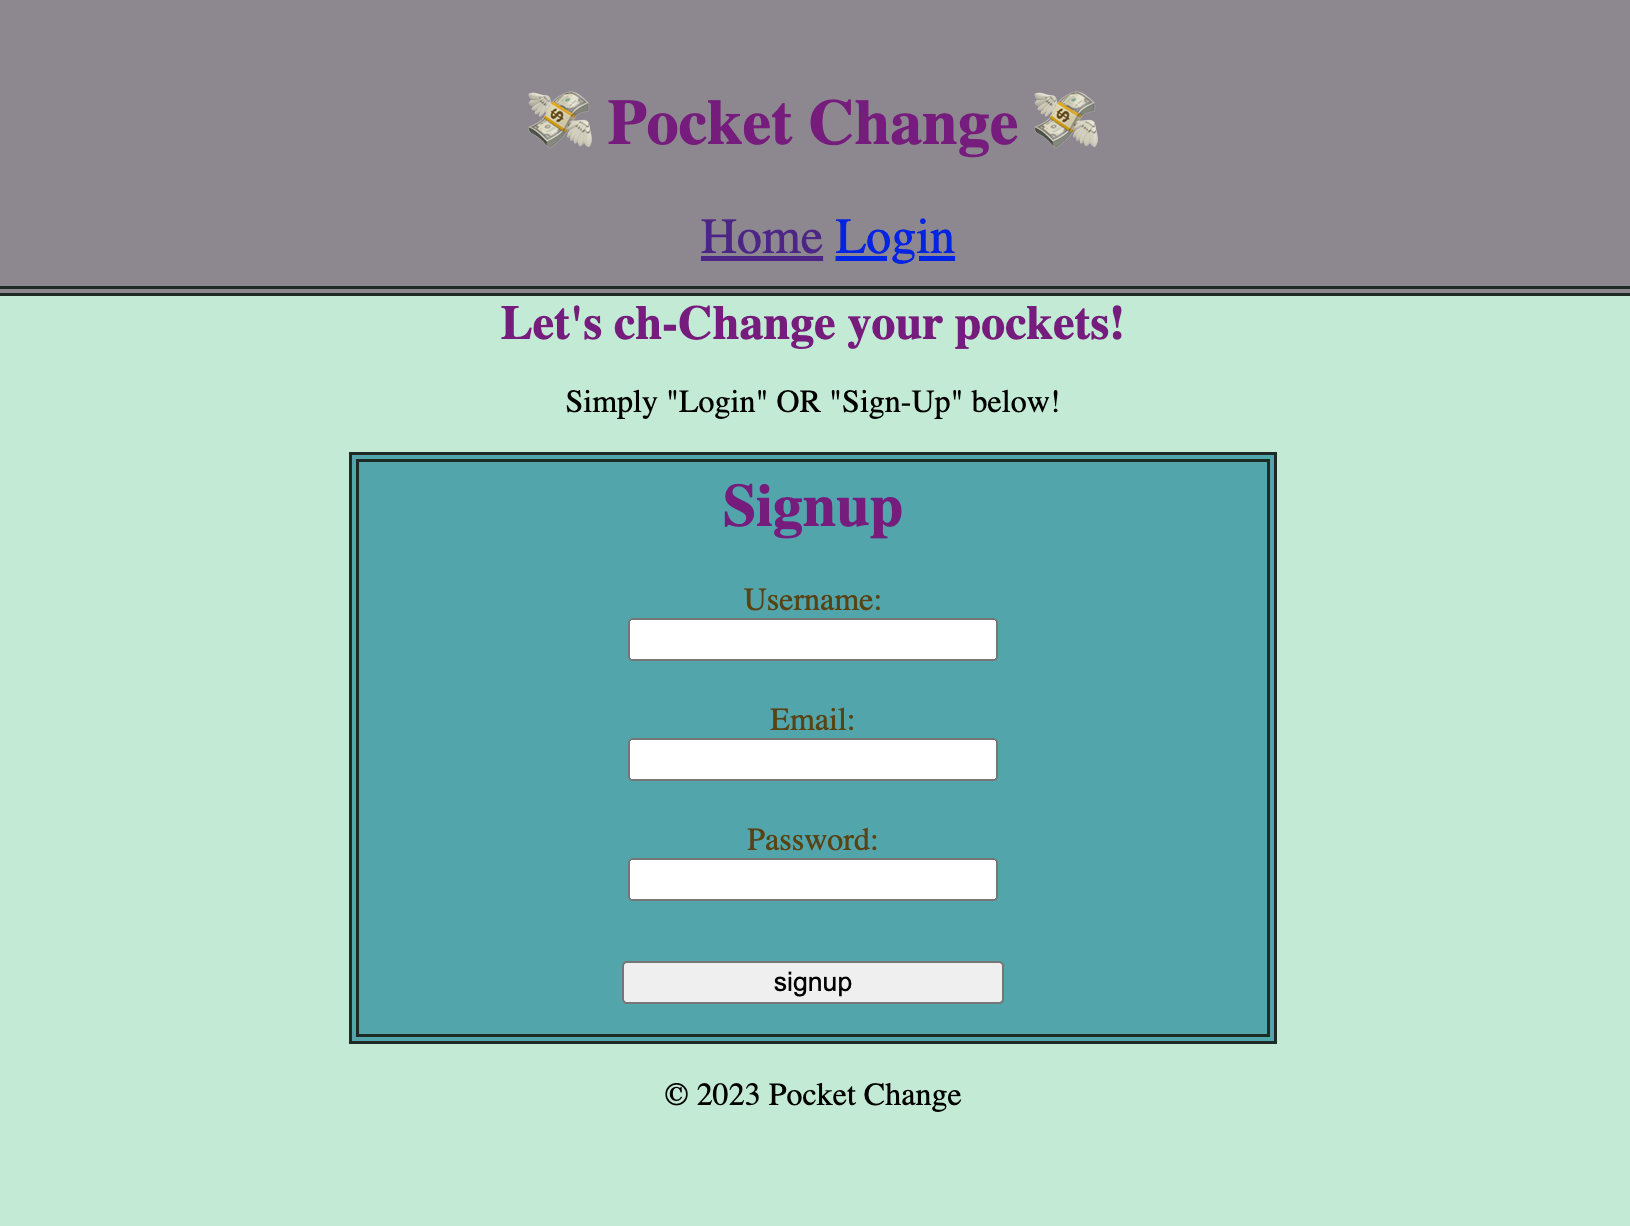 Pocket Change
Home Login
Let's ch-Change your pockets!
Simply "Login" OR "Sign-Up" below!
Signup
Username:
Email:
Password:
signup
© 2023 Pocket Change